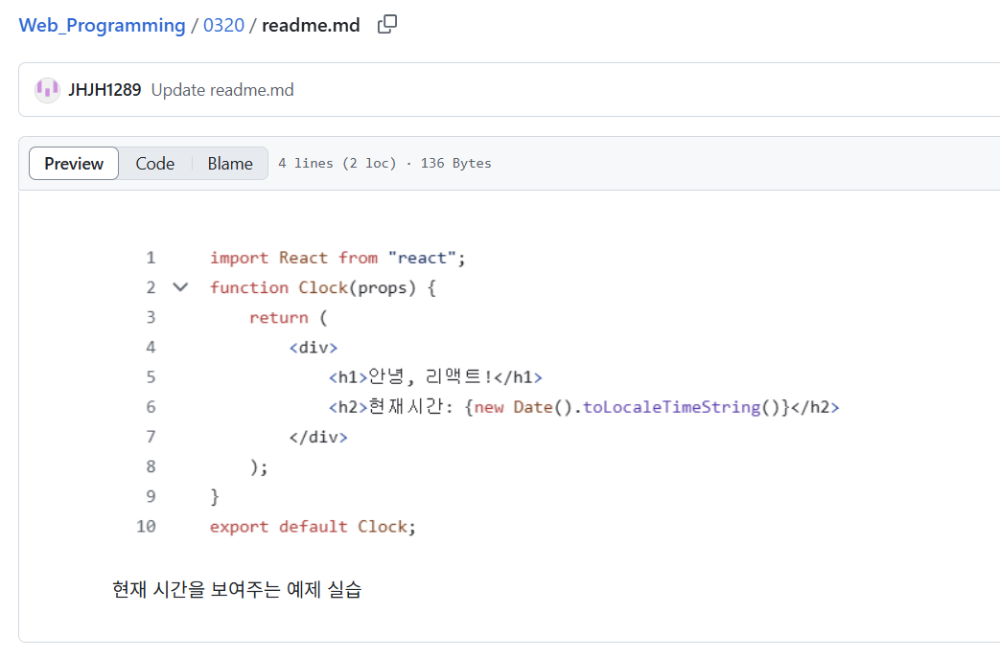 Web_Programming / 0320 / readme.md
JHJH1289 Update readme.md
Preview Code Blame 4 lines (2 loc) · 136 Bytes
1 import React from "react";
2 function Clock(props) {
3 return (
4 <div>
5 <h1>안녕, 리액트!</h1>
6 <h2>현재시간: {new Date().toLocaleTimeString()}</h2>
7 </div>
8 );
9 }
10 export default Clock;
현재 시간을 보여주는 예제 실습